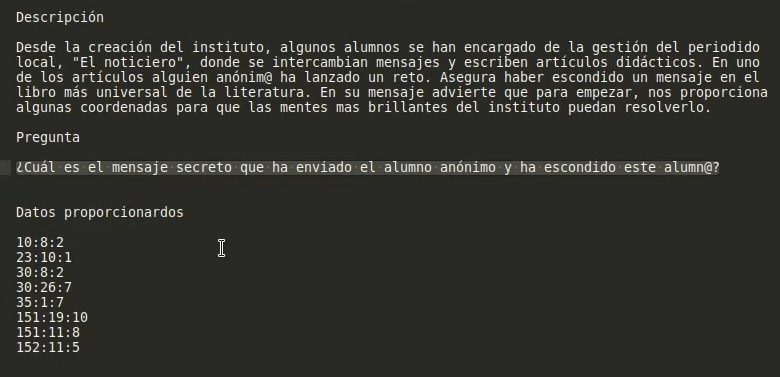 Descripción
Desde la creación del instituto, algunos alumnos se han encargado de la gestión del periodido
local, "El noticiero", donde se intercambian mensajes y escriben artículos didácticos. En uno
de los artículos alguien anónim@ ha lanzado un reto. Asegura haber escondido un mensaje en el
libro más universal de la literatura. En su mensaje advierte que para empezar, nos proporciona
algunas coordenadas para que las mentes mas brillantes del instituto puedan resolverlo.
Pregunta
¿Cuál es el mensaje secreto que ha enviado el alumno anónimo y ha escondido este alumn@?
Datos proporcionardos
10:8:2
23:10:1
30:8:2
30:26:7
35:1:7
151:19:10
151:11:8
152:11:5